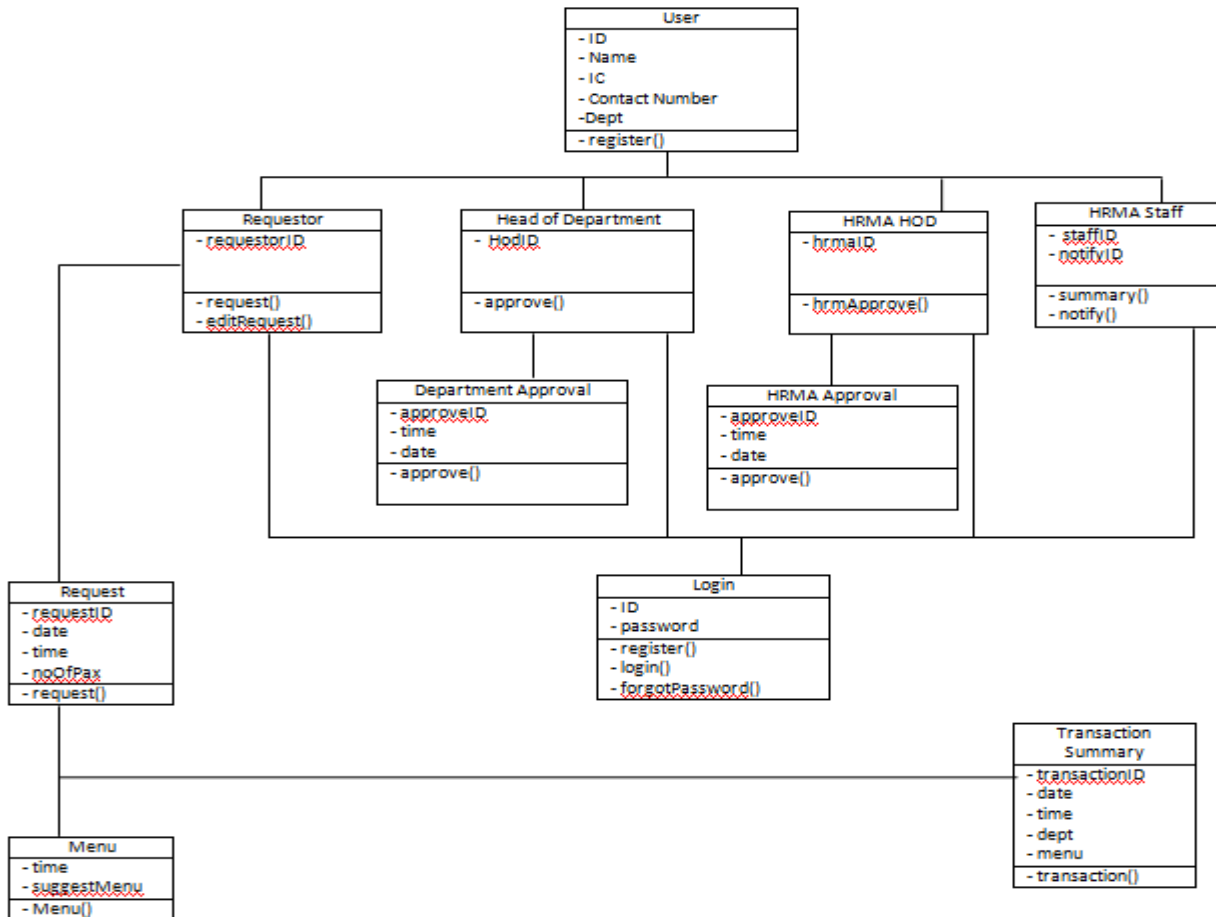 User
- ID
- Name
- IC
- Contact Number
-Dept
- register()
Requestor
- requestorID
- request()
- editRequest()
Head of Department
- HodID
- approve()
HRMA HOD
- hrmaID
- hrmApprove()
HRMA Staff
- staffID
- notifyID
- summary()
- notify()
Department Approval
- approveID
- time
- date
- approve()
HRMA Approval
- approveID
- time
- date
- approve()
Request
- requestID
- date
- time
- noOfPax
- request()
Login
- ID
- password
- register()
- login()
- forgotPassword()
Transaction
Summary
- transactionID
- date
- time
- dept
- menu
- transaction()
Menu
- time
- suggestMenu
- Menu()